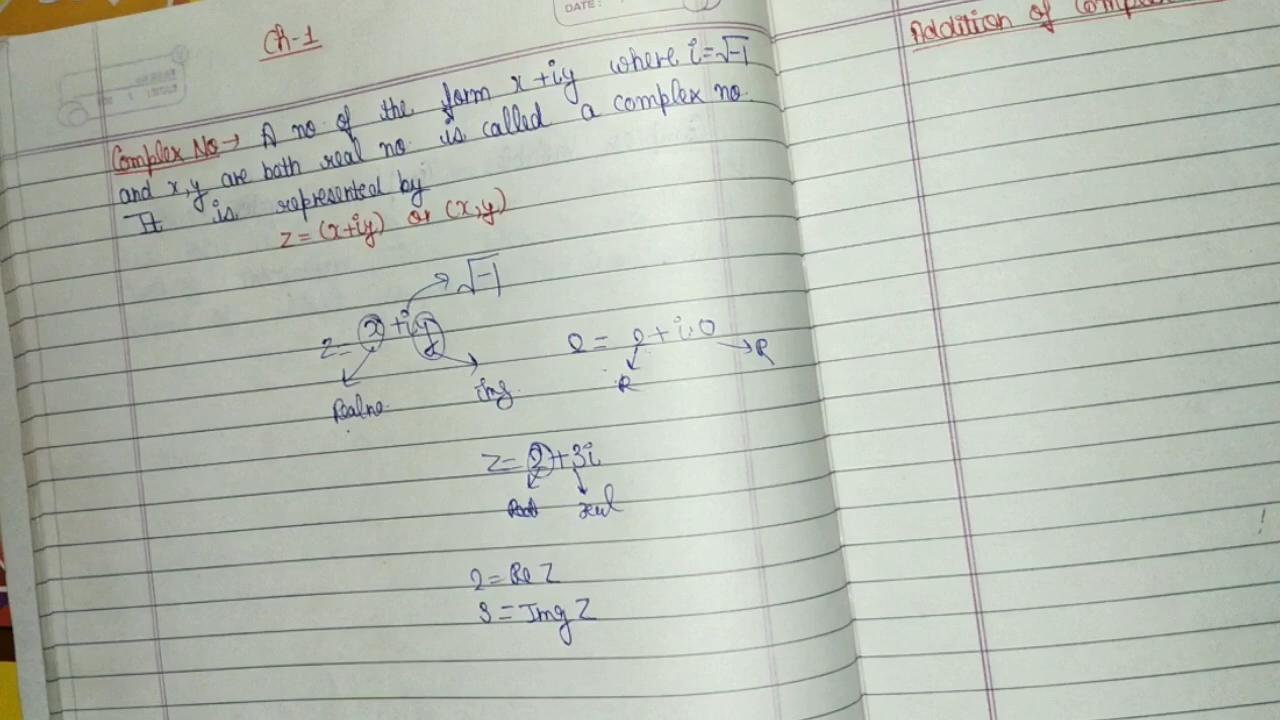 DATE:
Ch-1
Complex No → A no. of the form x+iy where i=√-1
and x,y are both real no. is called a complex no.
It is represented by
z=(x+iy) or (x,y)
√-1
z=x+iy
Real no.
Img.
2= 2+i.0
R
R
z=2+3i
Real
real
2=Re Z
3=Img Z
Addition of